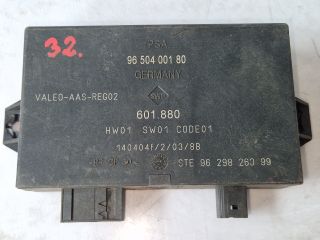 32.
PSA
96 504 001 80
GERMANY
VALEO-AAS-REG02
SWF
601.880
HW01 SW01 CODE01
140404F/2/03/88
STE 96 298 263 99